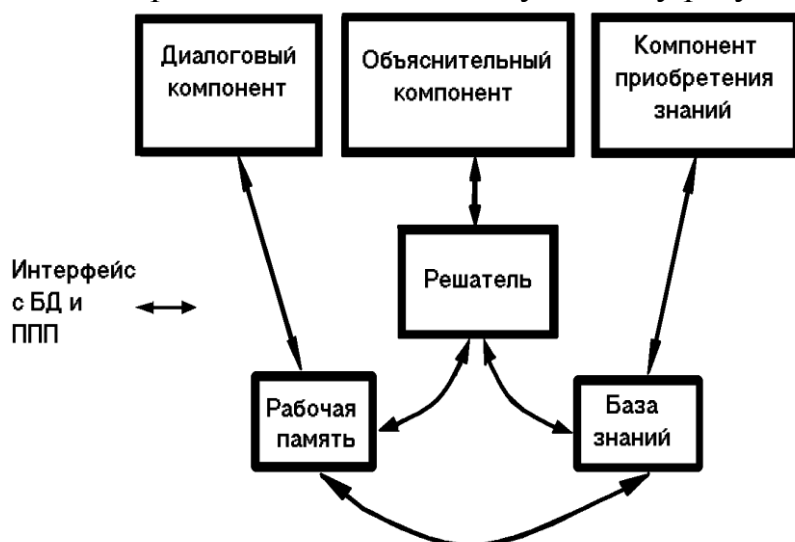 Диалоговый
компонент
Объяснительный
компонент
Компонент
приобретения
знаний
Решатель
Интерфейс
с БД и
ППП
Рабочая
память
База
знаний